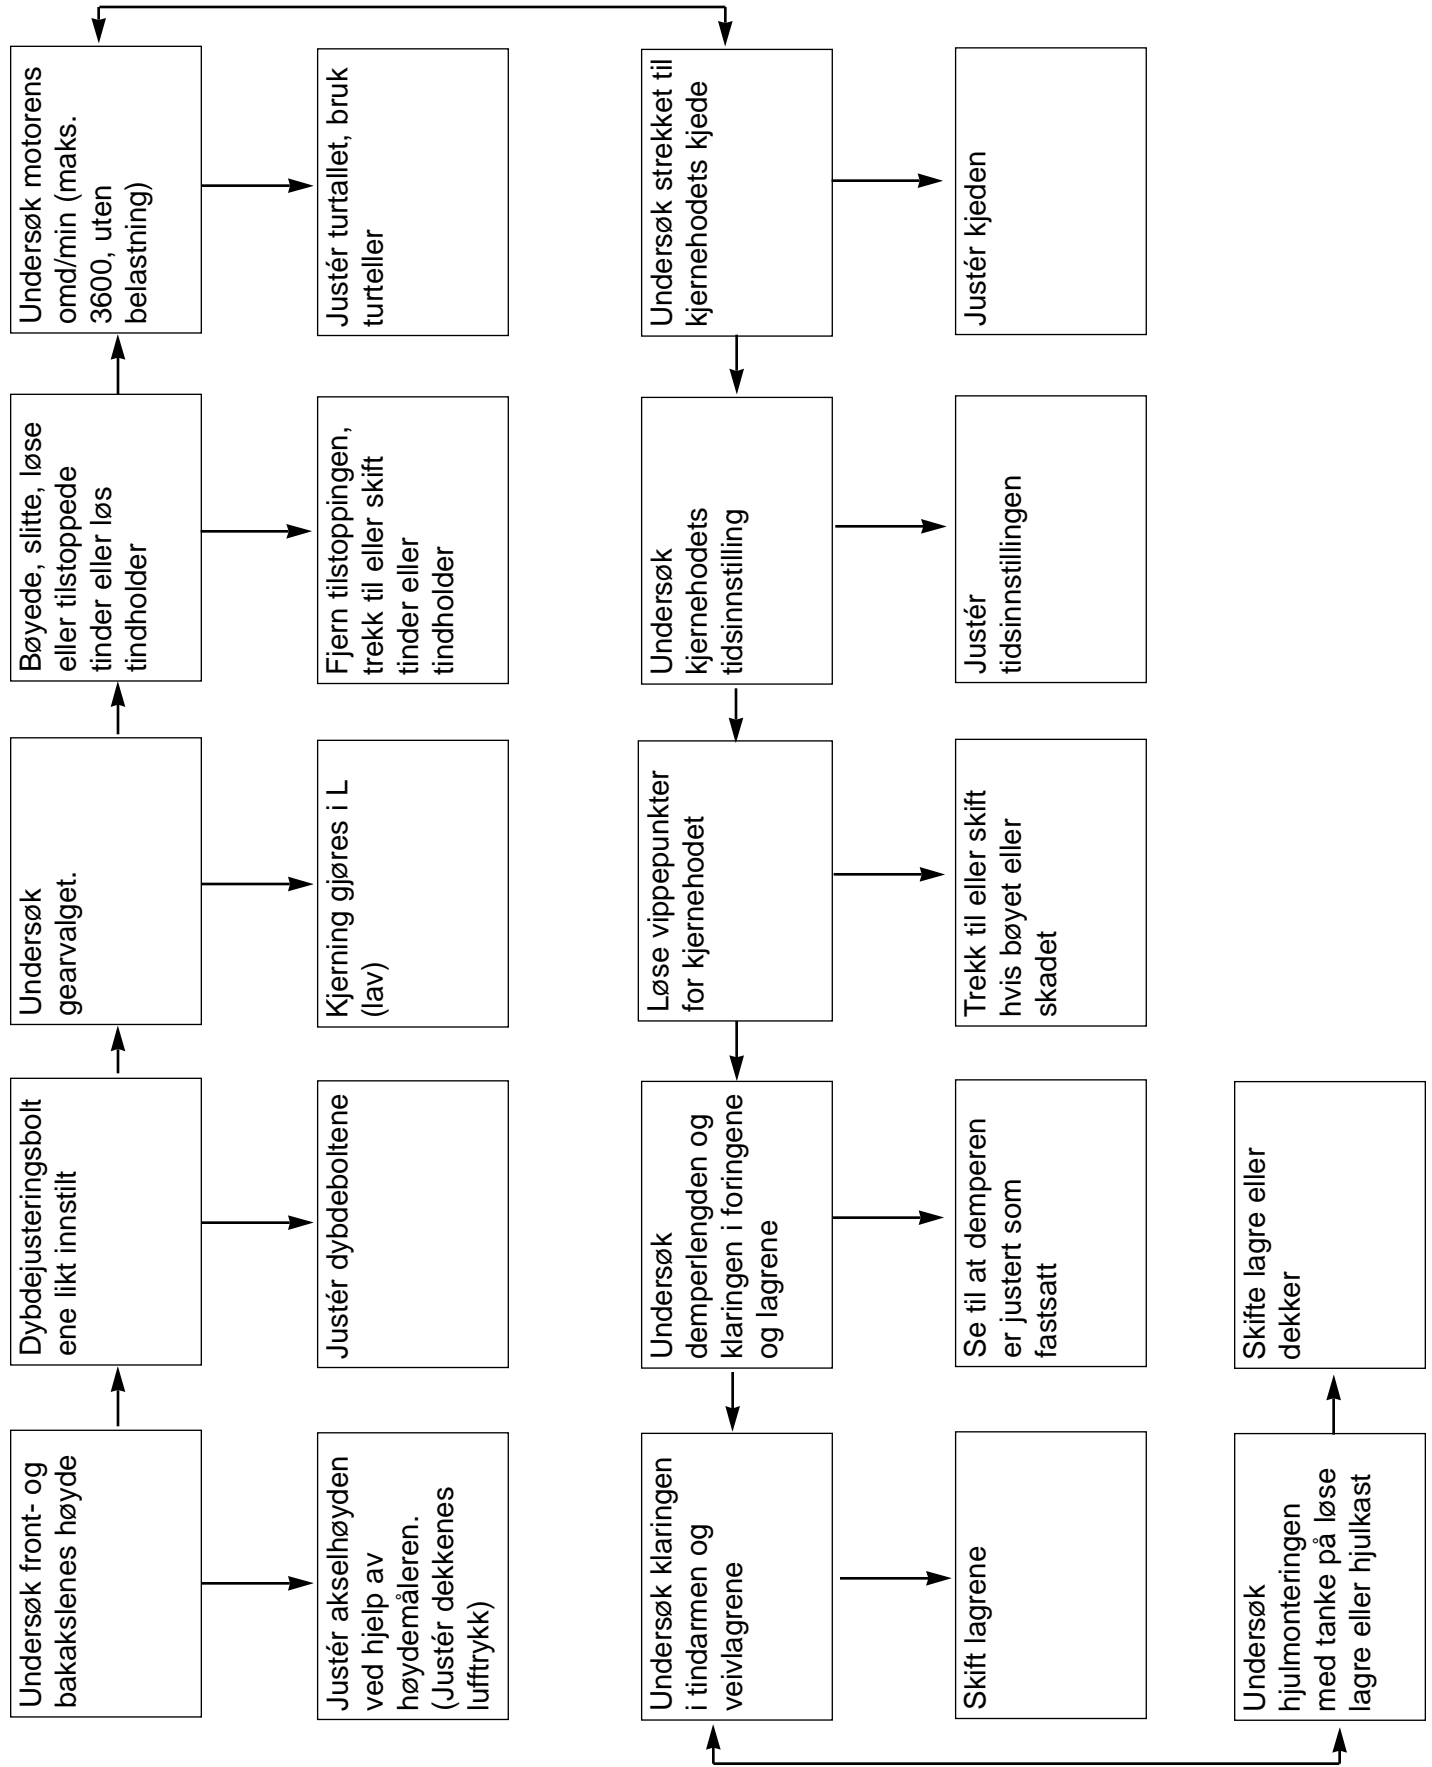 Undersøk front- og
bakakslenes høyde
Justér akselhøyden
ved hjelp av
høydemåleren.
(Justér dekkenes
lufttrykk)
Dybdejusteringsbolt
ene likt innstilt
Justér dybdeboltene
Undersøk
gearvalget.
Kjerning gjøres i L
(lav)
Bøyede, slitte, løse
eller tilstoppede
tinder eller løs
tindholder
Fjern tilstoppingen,
trekk til eller skift
tinder eller
tindholder
Undersøk motorens
omd/min (maks.
3600, uten
belastning)
Justér turtallet, bruk
turteller
Undersøk strekket til
kjernehodets kjede
Justér kjeden
Undersøk
kjernehodets
tidsinnstilling
Justér
tidsinnstillingen
Løse vippepunkter
for kjernehodet
Trekk til eller skift
hvis bøyet eller
skadet
Undersøk
demperlengden og
klaringen i foringene
og lagrene
Se til at demperen
er justert som
fastsatt
Undersøk klaringen
i tindarmen og
veivlagrene
Skift lagrene
Undersøk
hjulmonteringen
med tanke på løse
lagre eller hjulkast
Skifte lagre eller
dekker